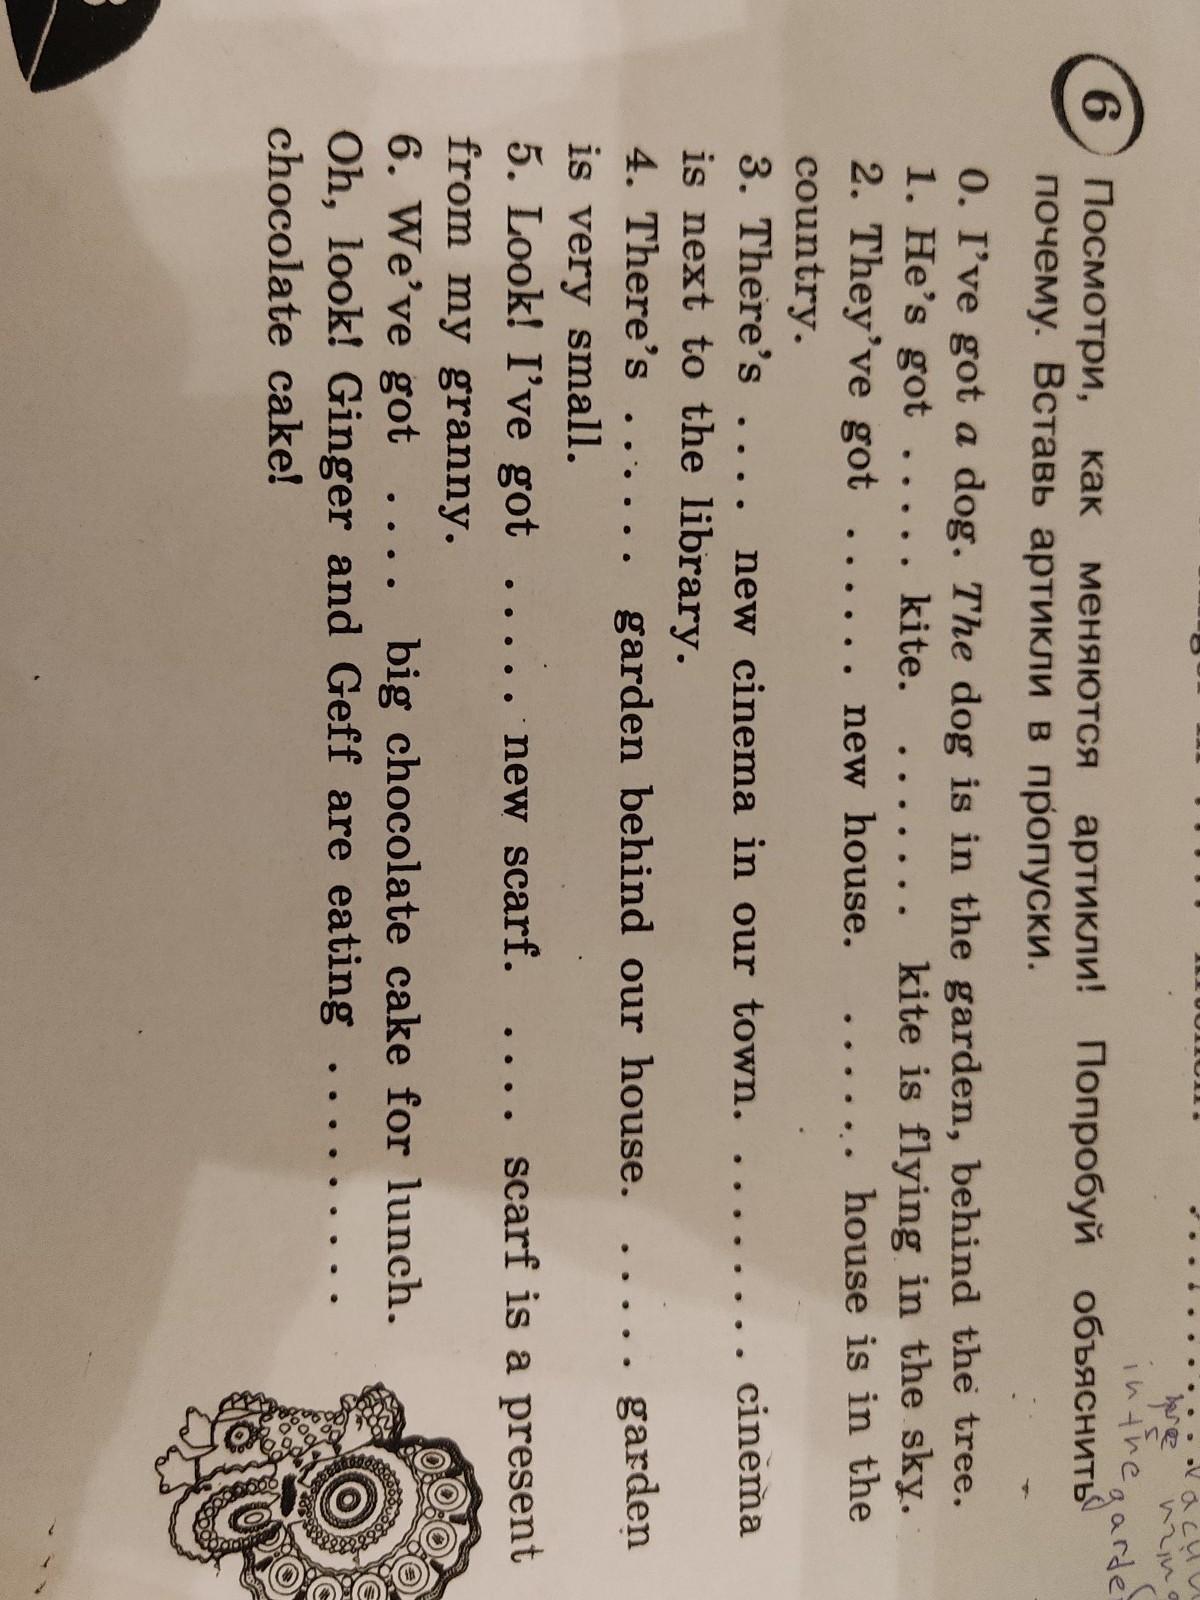 6 Посмотри, как меняются артикли! Попробуй объяснить
почему. Вставь артикли в пропуски.
0. I've got a dog. The dog is in the garden, behind the tree.
1. He's got ..... kite. ....... kite is flying in the sky.
2. They've got ...... new house. ...... house is in the
country.
3. There's .... new cinema in our town. ........ cinema
is next to the library.
4. There's ...... garden behind our house. ..... garden
is very small.
5. Look! I've got ..... new scarf. .... scarf is a present
from my granny.
6. We've got .... big chocolate cake for lunch.
Oh, look! Ginger and Geff are eating .........
chocolate cake!
in the garden